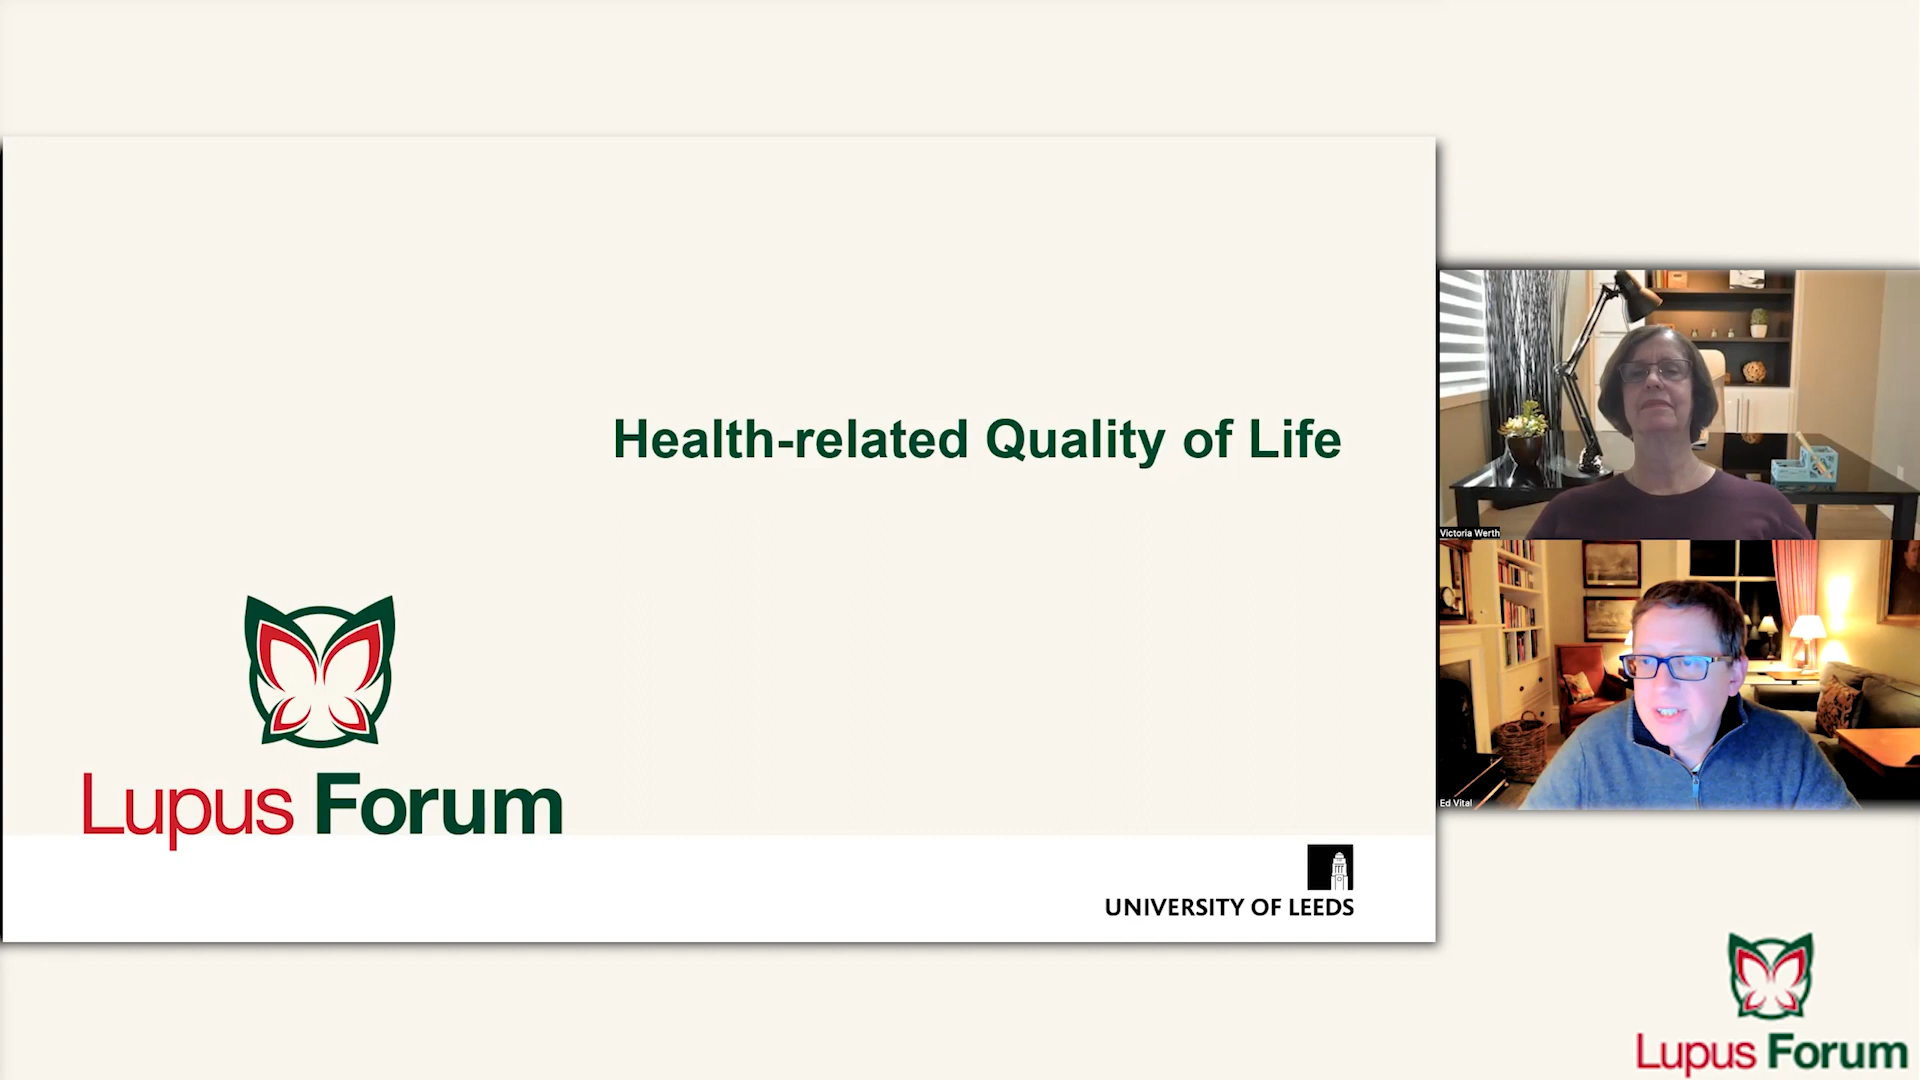 Health-related Quality of Life
Lupus Forum
UNIVERSITY OF LEEDS
Victoria Werth
Ed Vital
Lupus Forum